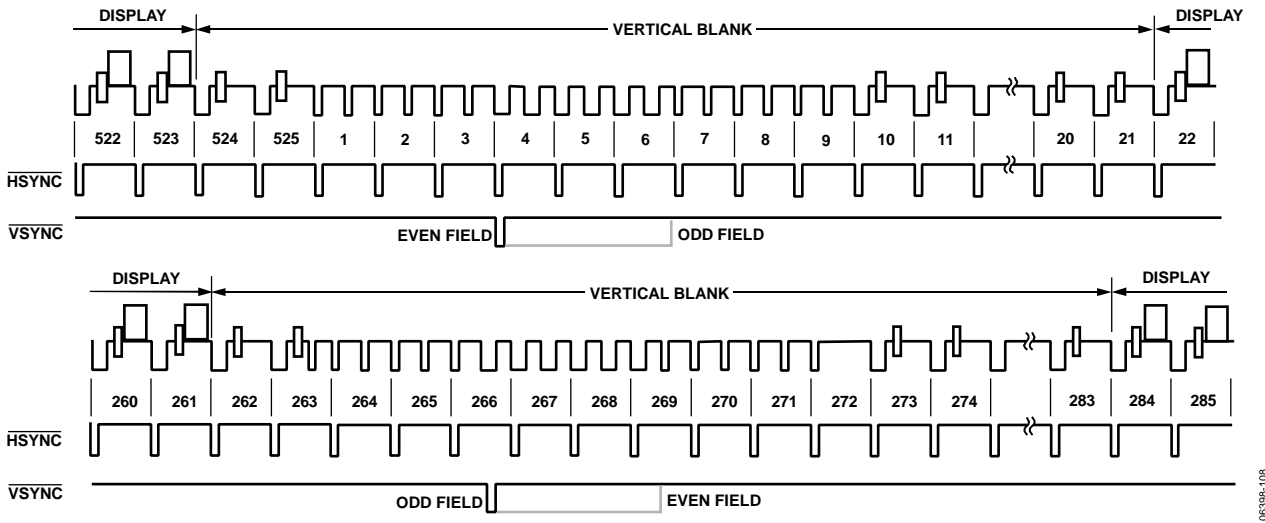 DISPLAY VERTICAL BLANK DISPLAY
522 523 524 525 1 2 3 4 5 6 7 8 9 10 11 20 21 22
HSYNC
VSYNC
EVEN FIELD ODD FIELD
DISPLAY VERTICAL BLANK DISPLAY
260 261 262 263 264 265 266 267 268 269 270 271 272 273 274 283 284 285
HSYNC
VSYNC
ODD FIELD EVEN FIELD
06398-108